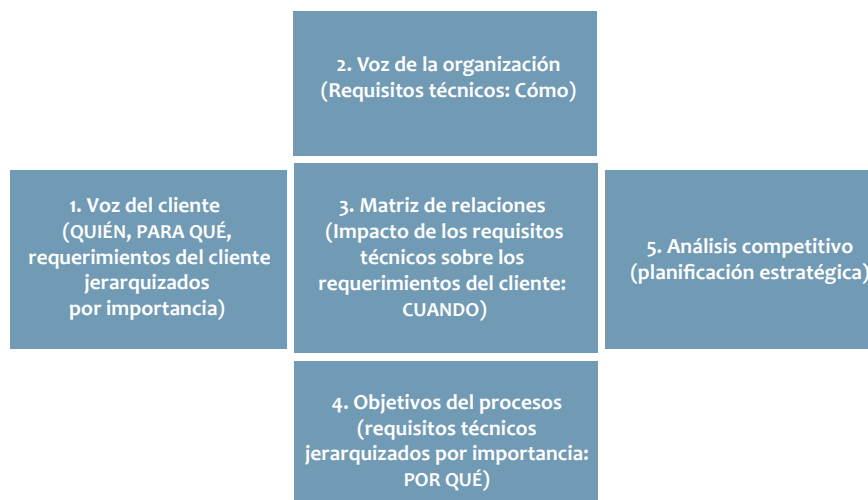 2. Voz de la organización
(Requisitos técnicos: Cómo)
1. Voz del cliente
(QUIÉN, PARA QUÉ,
requerimientos del cliente
jerarquizados
por importancia)
3. Matriz de relaciones
(Impacto de los requisitos
técnicos sobre los
requerimientos del cliente:
CUANDO)
5. Análisis competitivo
(planificación estratégica)
4. Objetivos del procesos
(requisitos técnicos
jerarquizados por importancia:
POR QUÉ)